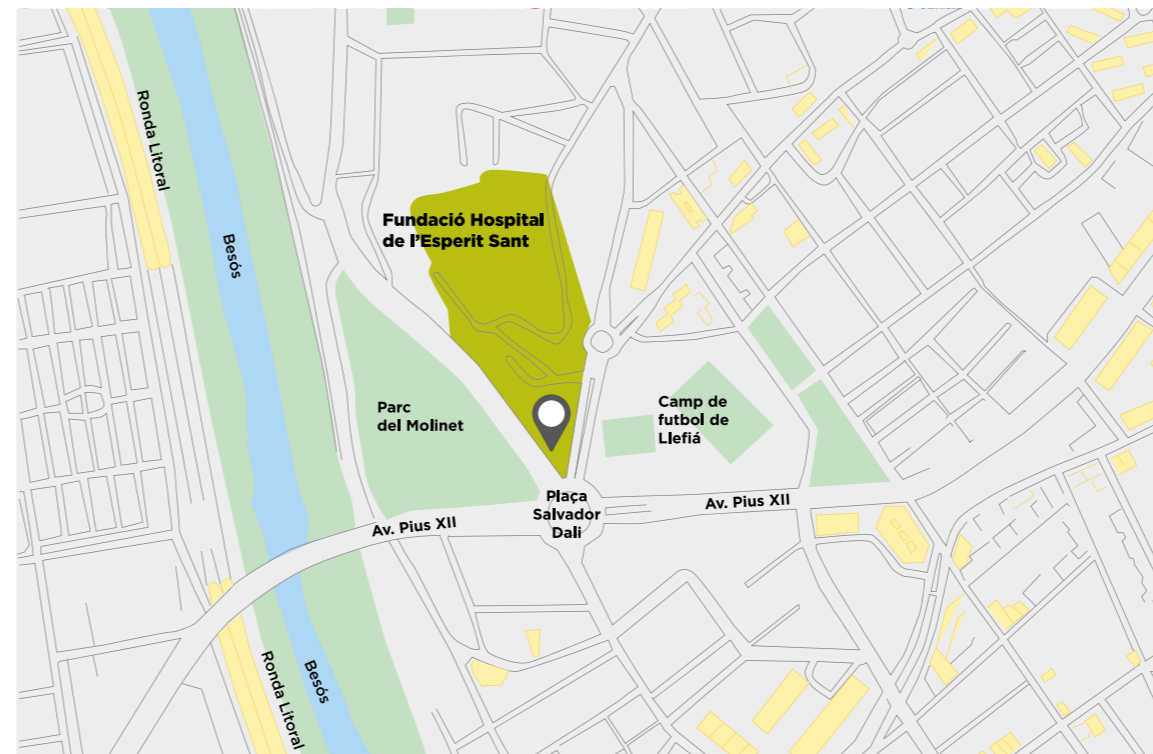 Ronda Litoral
Besós
Fundació Hospital
de l'Esperit Sant
Parc
del Molinet
Camp de
futbol de
Llefiá
Plaça
Salvador
Dali
Av. Pius XII
Av. Pius XII
Ronda Litoral
Besós